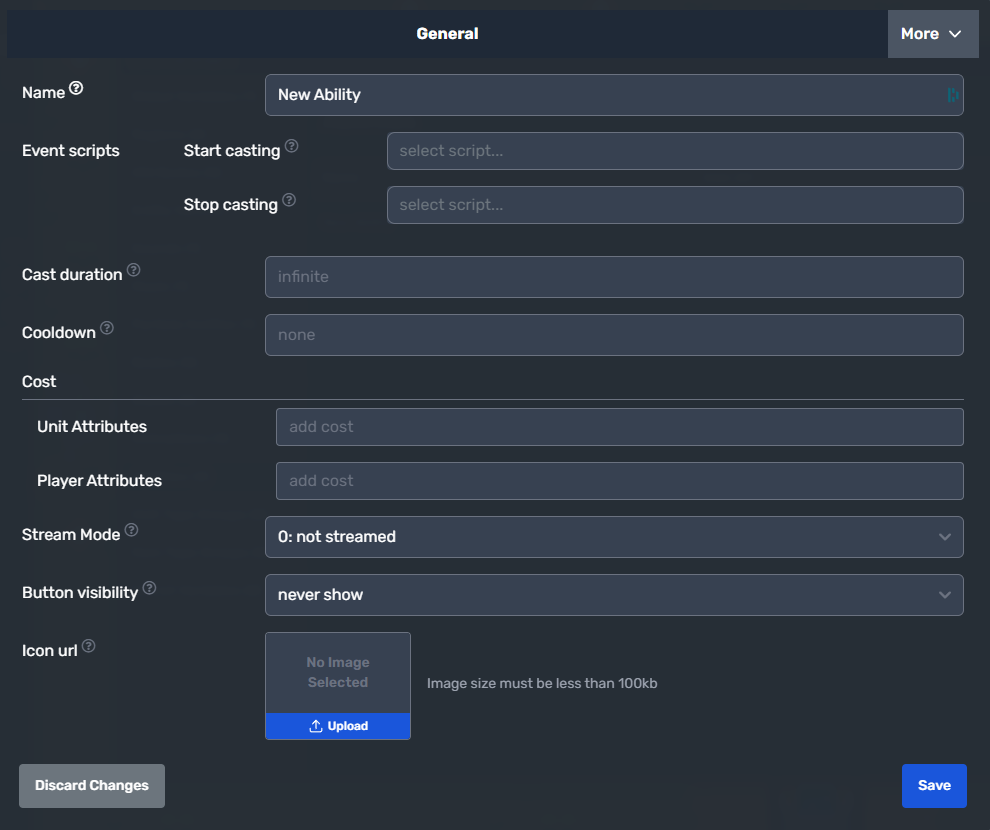 General
More
Name
New Ability
Event scripts
Start casting
select script...
Stop casting
select script...
Cast duration
infinite
Cooldown
none
Cost
Unit Attributes
add cost
Player Attributes
add cost
Stream Mode
0: not streamed
Button visibility
never show
Icon url
No Image
Selected
Image size must be less than 100kb
Upload
Discard Changes
Save